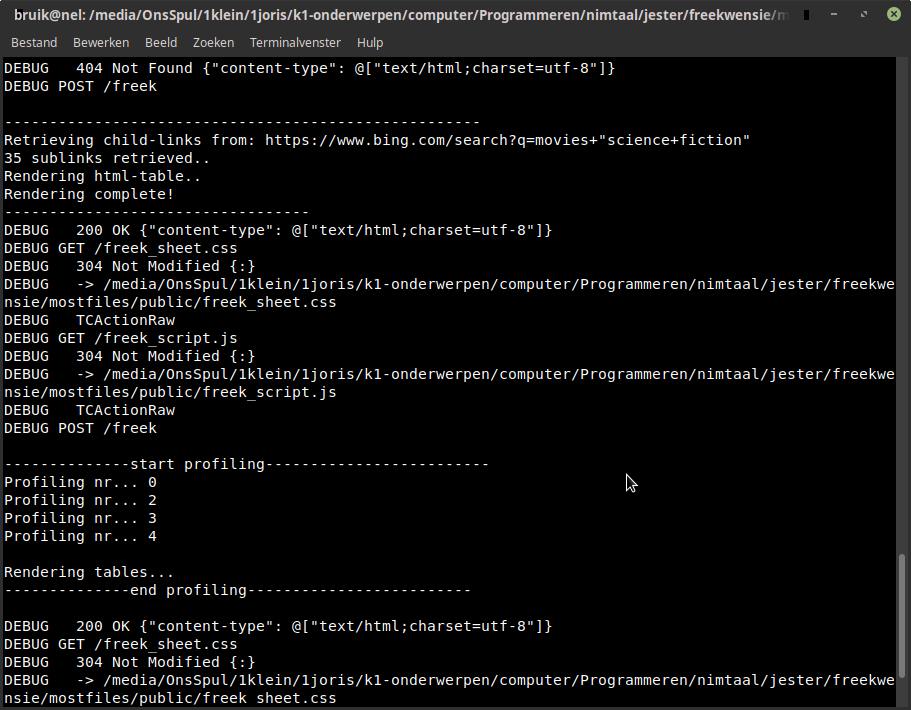 bruik@nel: /media/OnsSpul/1klein/1joris/k1-onderwerpen/computer/Programmeren/nimtaal/jester/freekwensie/m
Bestand Bewerken Beeld Zoeken Terminalvenster Hulp
DEBUG   404 Not Found {"content-type": @["text/html;charset=utf-8"]}
DEBUG POST /freek
-----------------------------------------------------
Retrieving child-links from: https://www.bing.com/search?q=movies+"science+fiction"
35 sublinks retrieved..
Rendering html-table..
Rendering complete!
----------------------------------
DEBUG   200 OK {"content-type": @["text/html;charset=utf-8"]}
DEBUG GET /freek_sheet.css
DEBUG   304 Not Modified {:}
DEBUG   -> /media/OnsSpul/1klein/1joris/k1-onderwerpen/computer/Programmeren/nimtaal/jester/freekwe
nsie/mostfiles/public/freek_sheet.css
DEBUG   TCActionRaw
DEBUG GET /freek_script.js
DEBUG   304 Not Modified {:}
DEBUG   -> /media/OnsSpul/1klein/1joris/k1-onderwerpen/computer/Programmeren/nimtaal/jester/freekwe
nsie/mostfiles/public/freek_script.js
DEBUG   TCActionRaw
DEBUG POST /freek
--------------start profiling-------------------------
Profiling nr... 0
Profiling nr... 2
Profiling nr... 3
Profiling nr... 4
Rendering tables...
--------------end profiling-------------------------
DEBUG   200 OK {"content-type": @["text/html;charset=utf-8"]}
DEBUG GET /freek_sheet.css
DEBUG   304 Not Modified {:}
DEBUG   -> /media/OnsSpul/1klein/1joris/k1-onderwerpen/computer/Programmeren/nimtaal/jester/freekwe
nsie/mostfiles/public/freek_sheet.css